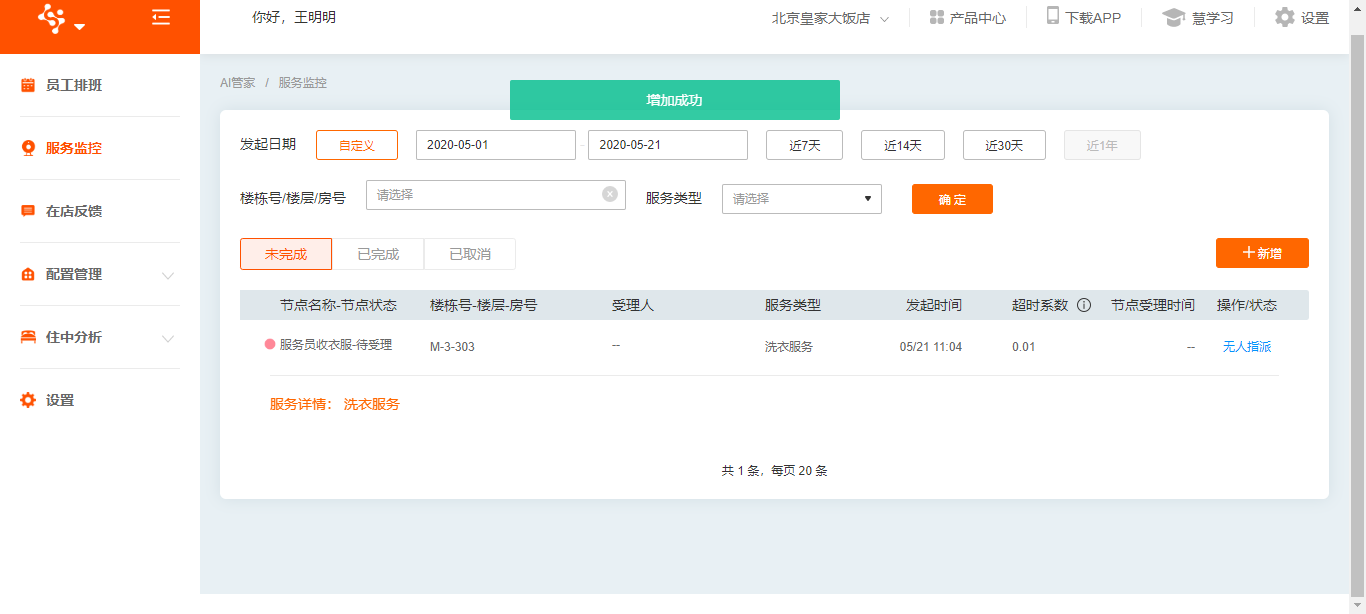 你好，王明明
北京皇家大饭店
产品中心
下载APP
慧学习
设置
员工排班
服务监控
在店反馈
配置管理
住中分析
设置
AI管家 / 服务监控
增加成功
发起日期 自定义 2020-05-01 - 2020-05-21 近7天 近14天 近30天 近1年
楼栋号/楼层/房号 请选择 服务类型 请选择 确定
未完成 已完成 已取消 新增
节点名称-节点状态 楼栋号-楼层-房号 受理人 服务类型 发起时间 超时系数 节点受理时间 操作/状态
服务员收衣服-待受理 M-3-303 -- 洗衣服务 05/21 11:04 0.01 -- 无人指派
服务详情： 洗衣服务
共 1 条，每页 20 条